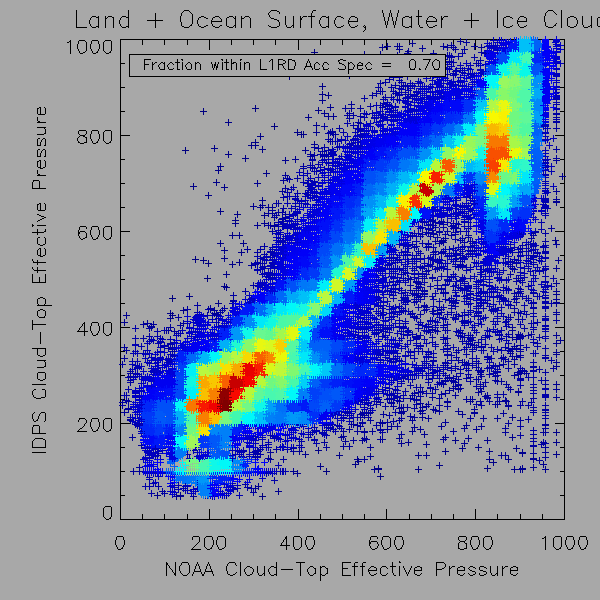 Land + Ocean Surface, Water + Ice Clou
Fraction within L1RD Acc Spec = 0.70
1000
800
600
400
200
0
IDPS Cloud-Top Effective Pressure
0 200 400 600 800 1000
NOAA Cloud-Top Effective Pressure